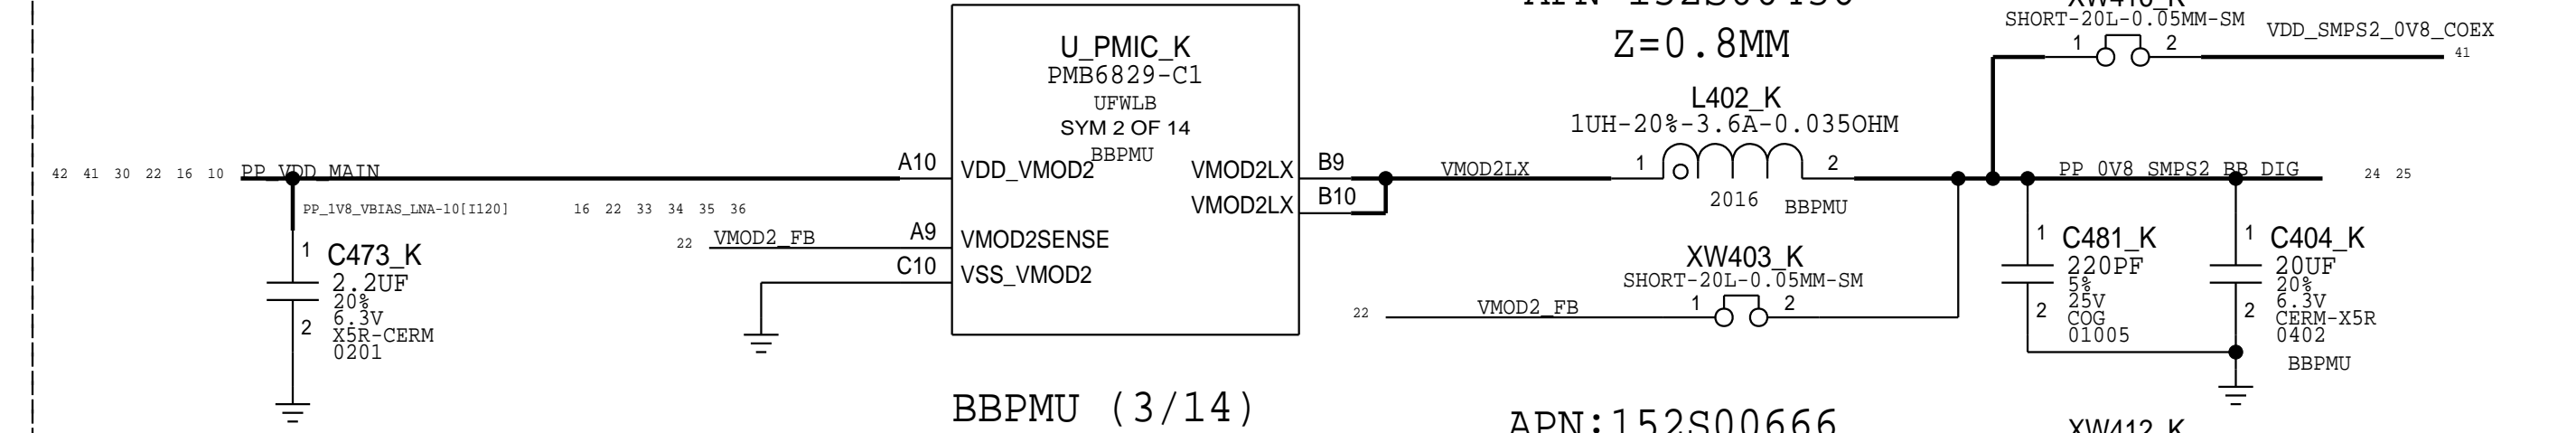 Z=0.8MM
SHORT-20L-0.05MM-SM
1
2
VDD_SMPS2_0V8_COEX
41
U_PMIC_K
PMB6829-C1
UFWLB
SYM 2 OF 14
BBPMU
42 41 30 22 16 10
PP_VDD_MAIN
A10
VDD_VMOD2
VMOD2LX
B9
VMOD2LX
B10
VMOD2LX
L402_K
1UH-20%-3.6A-0.035OHM
1
2
2016
BBPMU
PP_0V8_SMPS2_BB_DIG
24 25
PP_1V8_VBIAS_LNA-10[I120]
16 22 33 34 35 36
22
VMOD2_FB
A9
VMOD2SENSE
C10
VSS_VMOD2
1
C473_K
2.2UF
20%
6.3V
2
X5R-CERM
0201
XW403_K
SHORT-20L-0.05MM-SM
22
VMOD2_FB
1
2
1
C481_K
220PF
5%
25V
2
COG
01005
1
C404_K
20UF
20%
6.3V
2
CERM-X5R
0402
BBPMU
BBPMU (3/14)
APN:152S00666
XW412_K